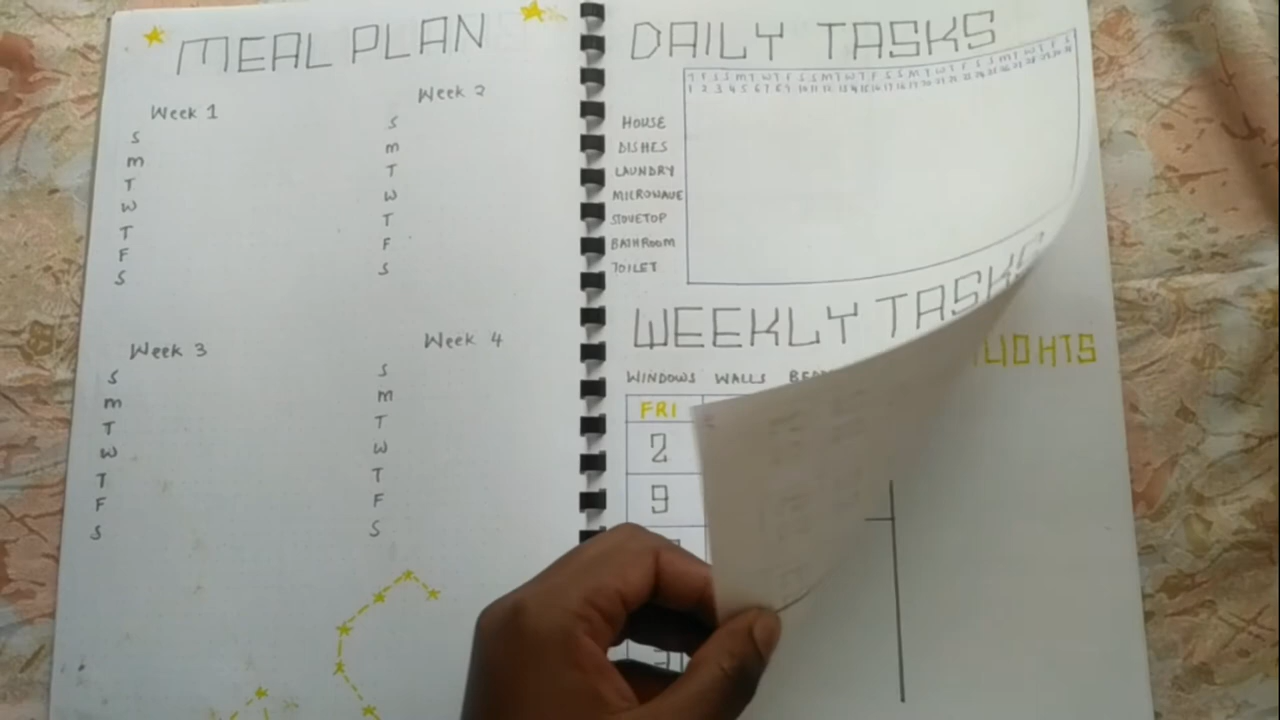 MEAL PLAN
Week 1
S
M
T
W
T
F
S
Week 2
S
M
T
W
T
F
S
Week 3
S
M
T
W
T
F
S
Week 4
S
M
T
W
T
F
S
DAILY TASKS
HOUSE
DISHES
LAUNDRY
MICROWAVE
STOVETOP
BATHROOM
TOILET
WEEKLY TASKS
WINDOWS WALLS
FRI
2
9